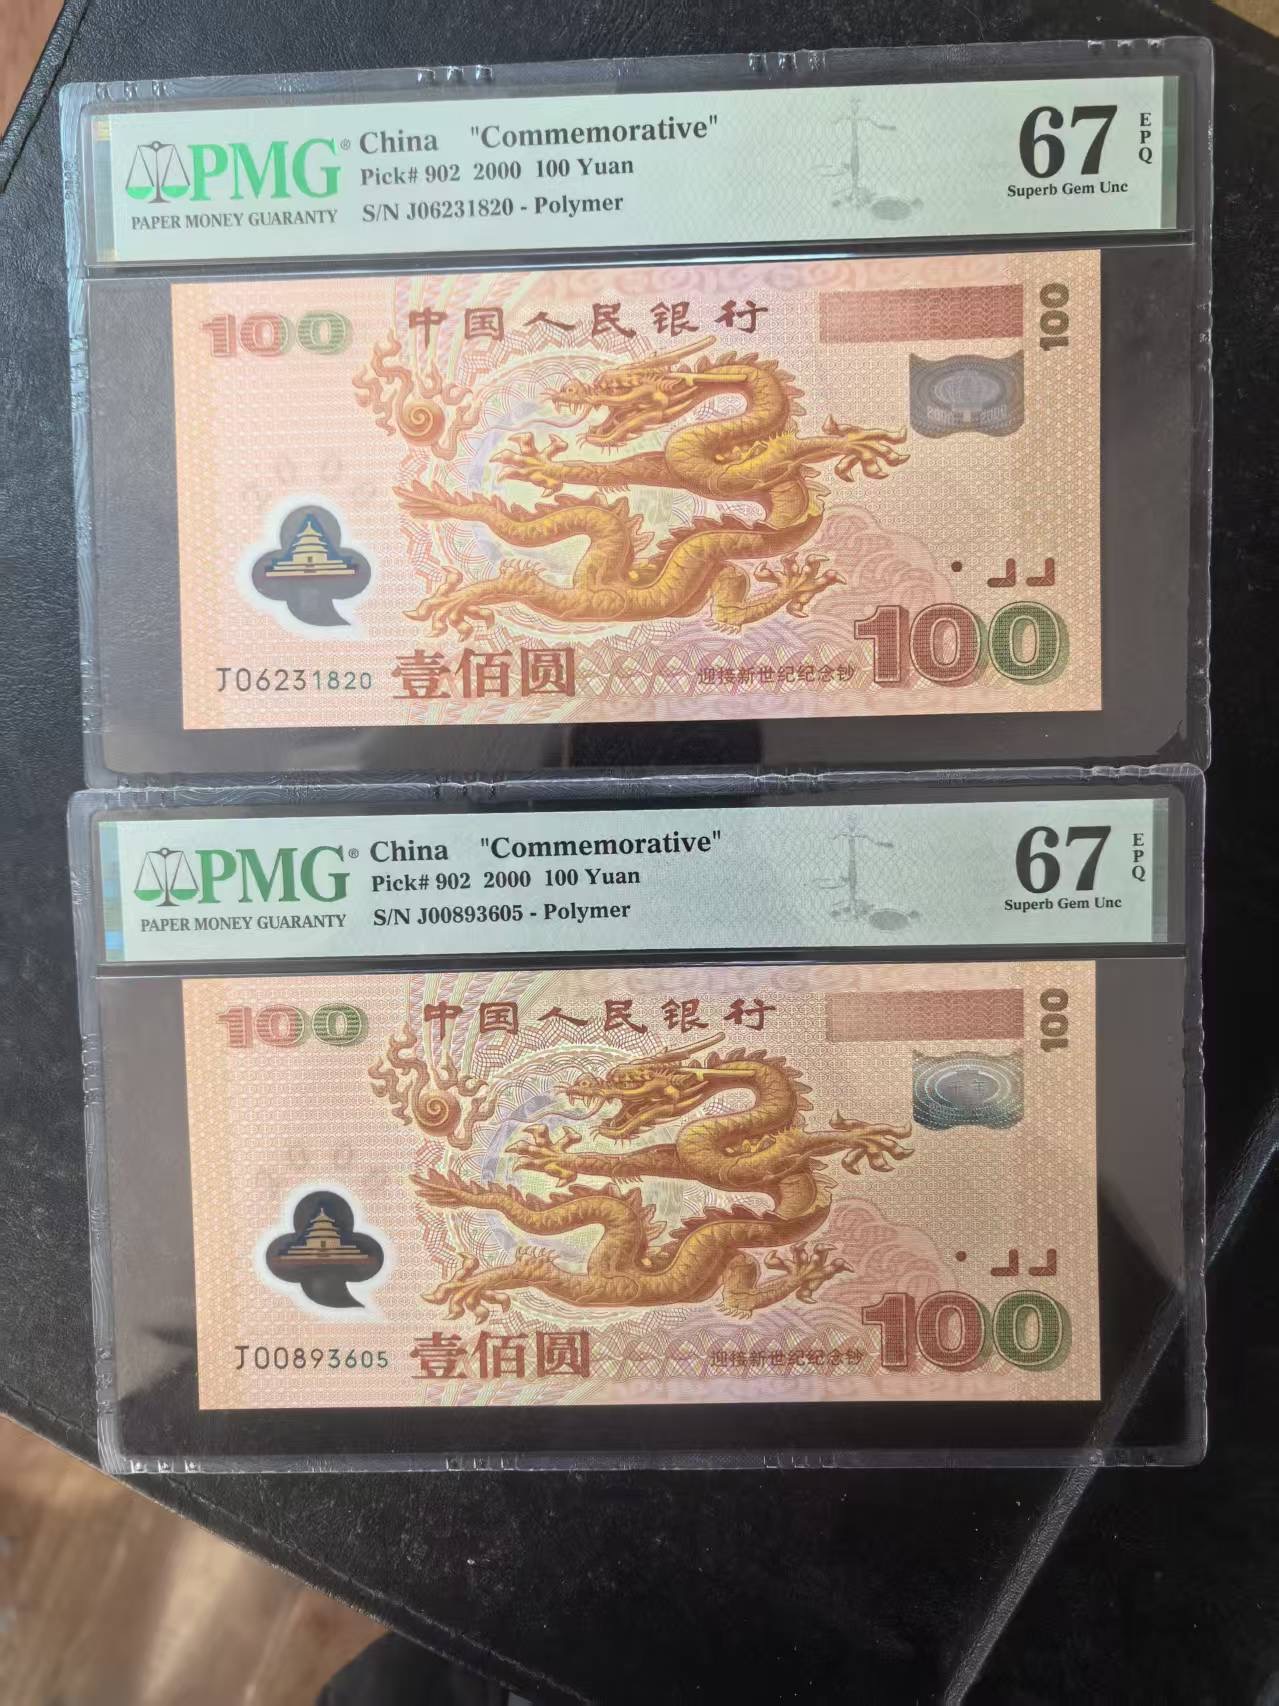 PMG® China "Commemorative" 67 EPQ
Pick# 902 2000 100 Yuan Superb Gem Unc
PAPER MONEY GUARANTY S/N J06231820 - Polymer
100 中国人民银行 100
100
J06231820 壹佰圆 迎接新世纪纪念钞
PMG® China "Commemorative" 67 EPQ
Pick# 902 2000 100 Yuan Superb Gem Unc
PAPER MONEY GUARANTY S/N J00893605 - Polymer
100 中国人民银行 100
100
J00893605 壹佰圆 迎接新世纪纪念钞